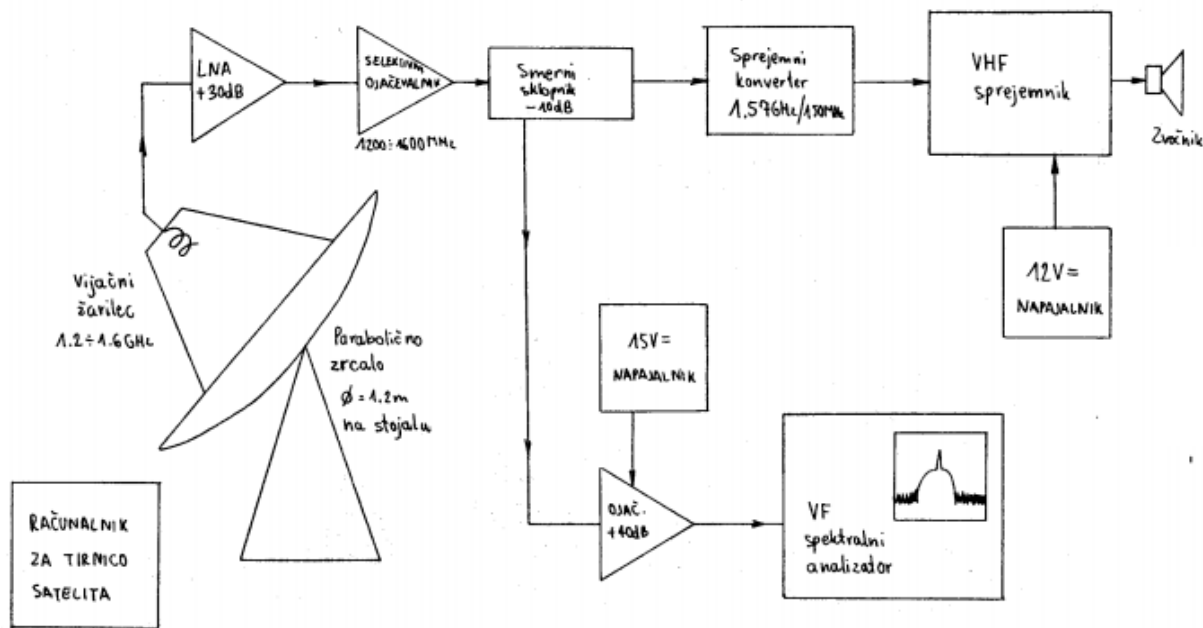 LNA
+30dB
SELEKTIVNI
OJAČEVALNIK
1200÷1600MHz
Smerni
sklopnik
-10dB
Sprejemni
konverter
1,57GHz/150MHz
VHF
sprejemnik
Zvočnik
12V=
NAPAJALNIK
Vijačni
žarilec
1.2÷1.6GHz
Parabolično
zrcalo
Ø=1.2m
na stojalu
15V=
NAPAJALNIK
OJAČ.
+40dB
VF
spektralni
analizator
RAČUNALNIK
ZA TIRNICO
SATELITA